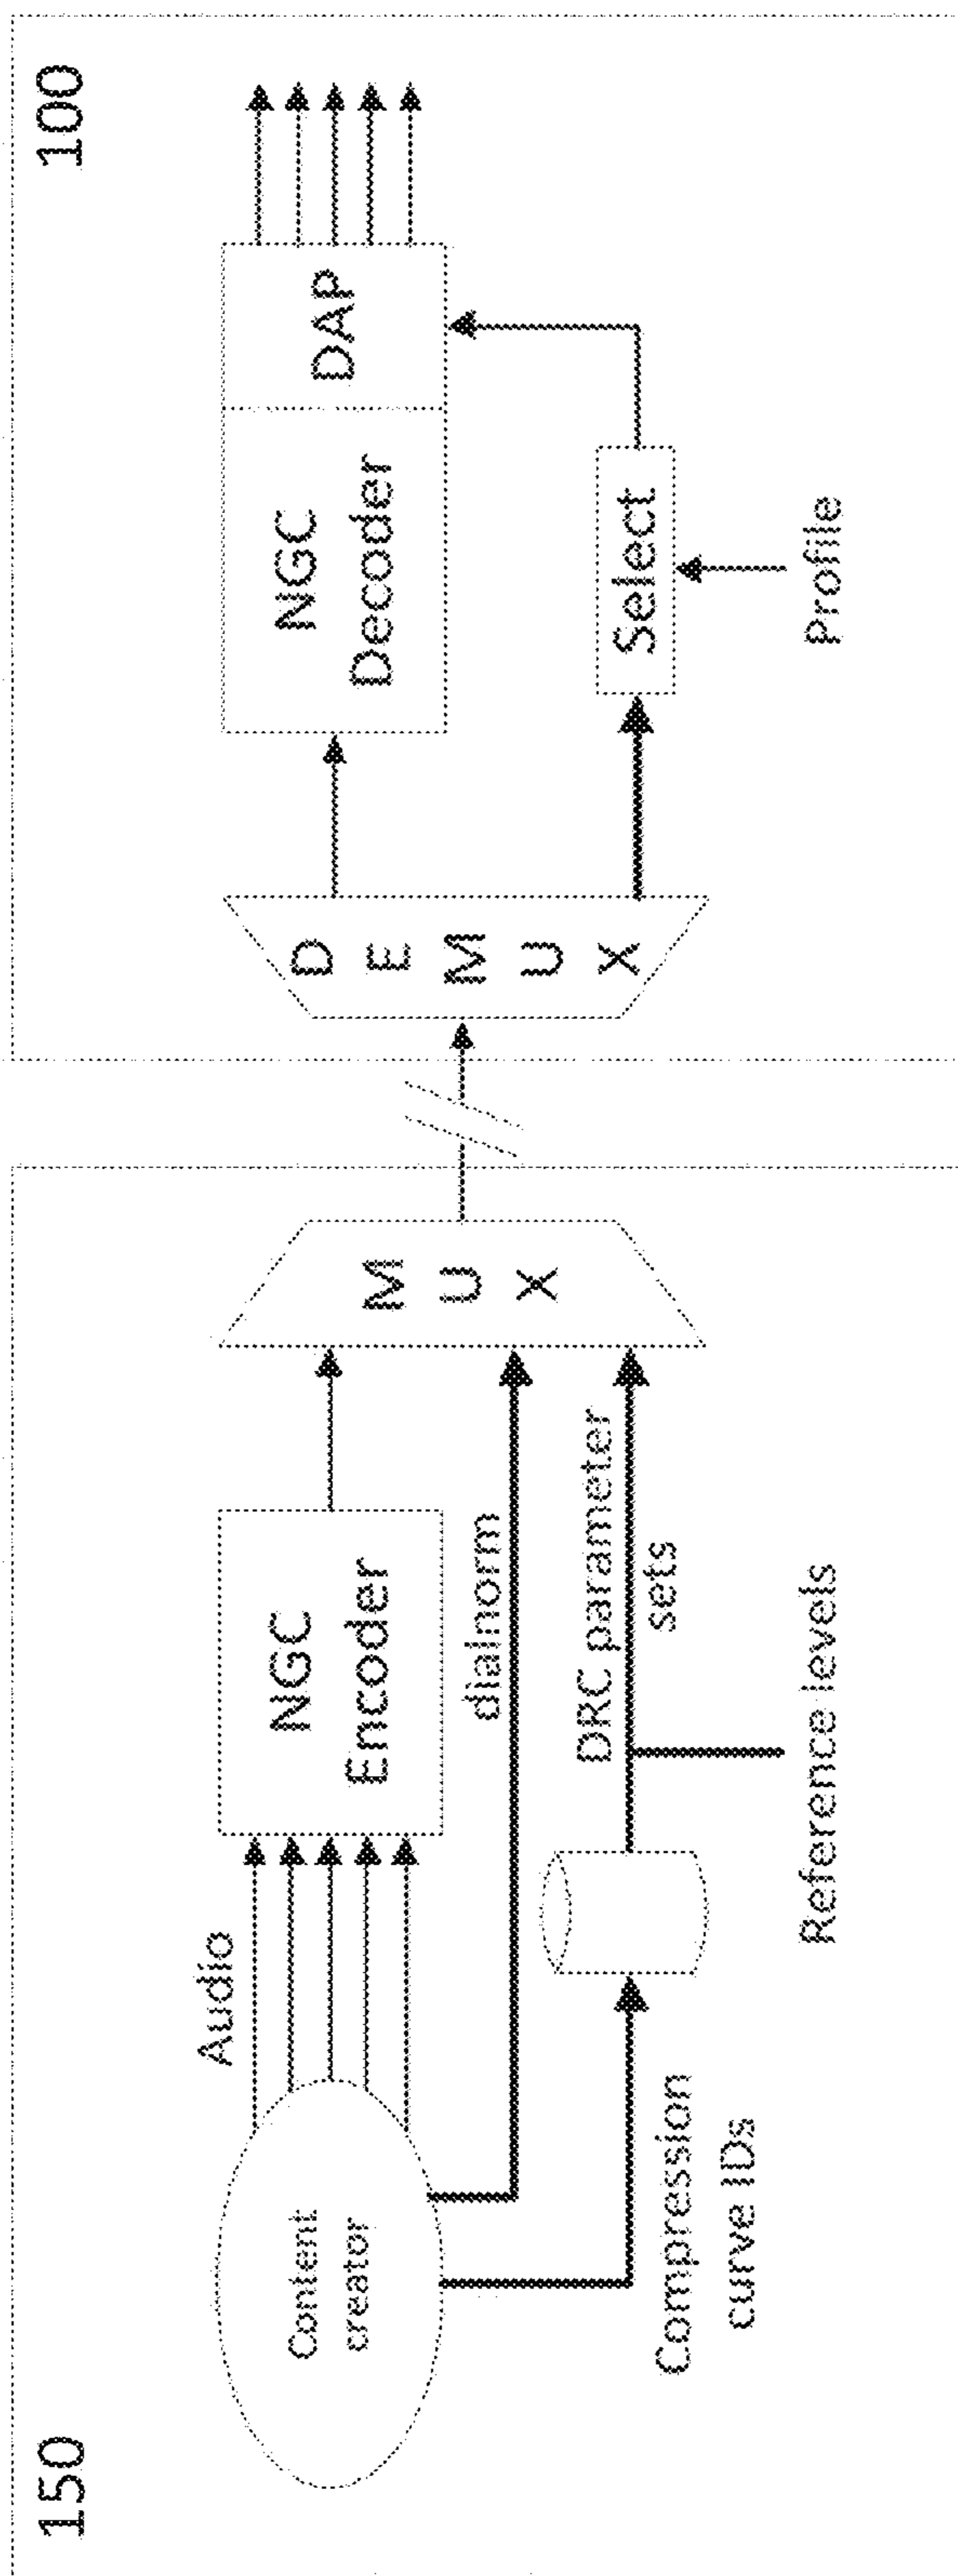 150
Content
creator
Audio
NGC
Encoder
dialnorm
DRC parameter
sets
Compression
curve IDs
Reference levels
M
U
X
100
D
E
M
U
X
NGC
Decoder
DAP
Select
Profile